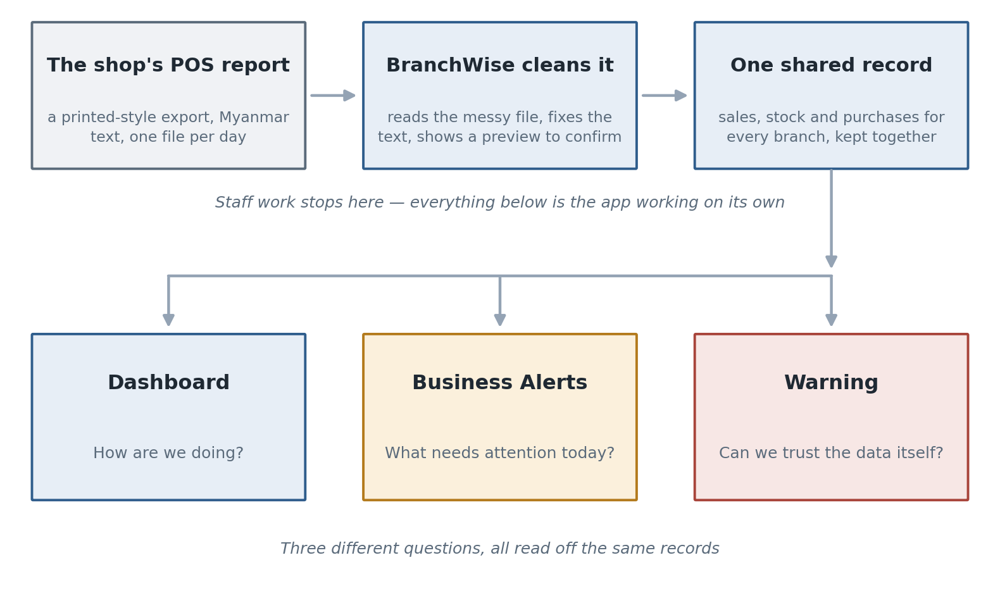 The shop's POS report
a printed-style export, Myanmar
text, one file per day
BranchWise cleans it
reads the messy file, fixes the
text, shows a preview to confirm
One shared record
sales, stock and purchases for
every branch, kept together
Staff work stops here — everything below is the app working on its own
Dashboard
How are we doing?
Business Alerts
What needs attention today?
Warning
Can we trust the data itself?
Three different questions, all read off the same records